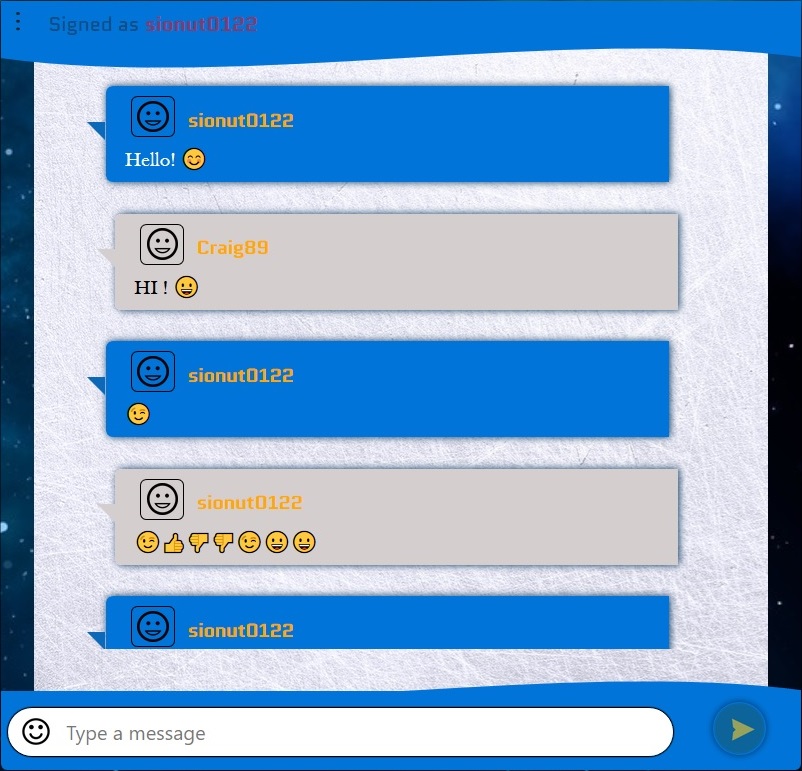 Signed as sionut0122
sionut0122
Hello! 😊
Craig89
HI ! 😀
sionut0122
😉
sionut0122
😉👍👎👎😉😀😀
sionut0122
Type a message